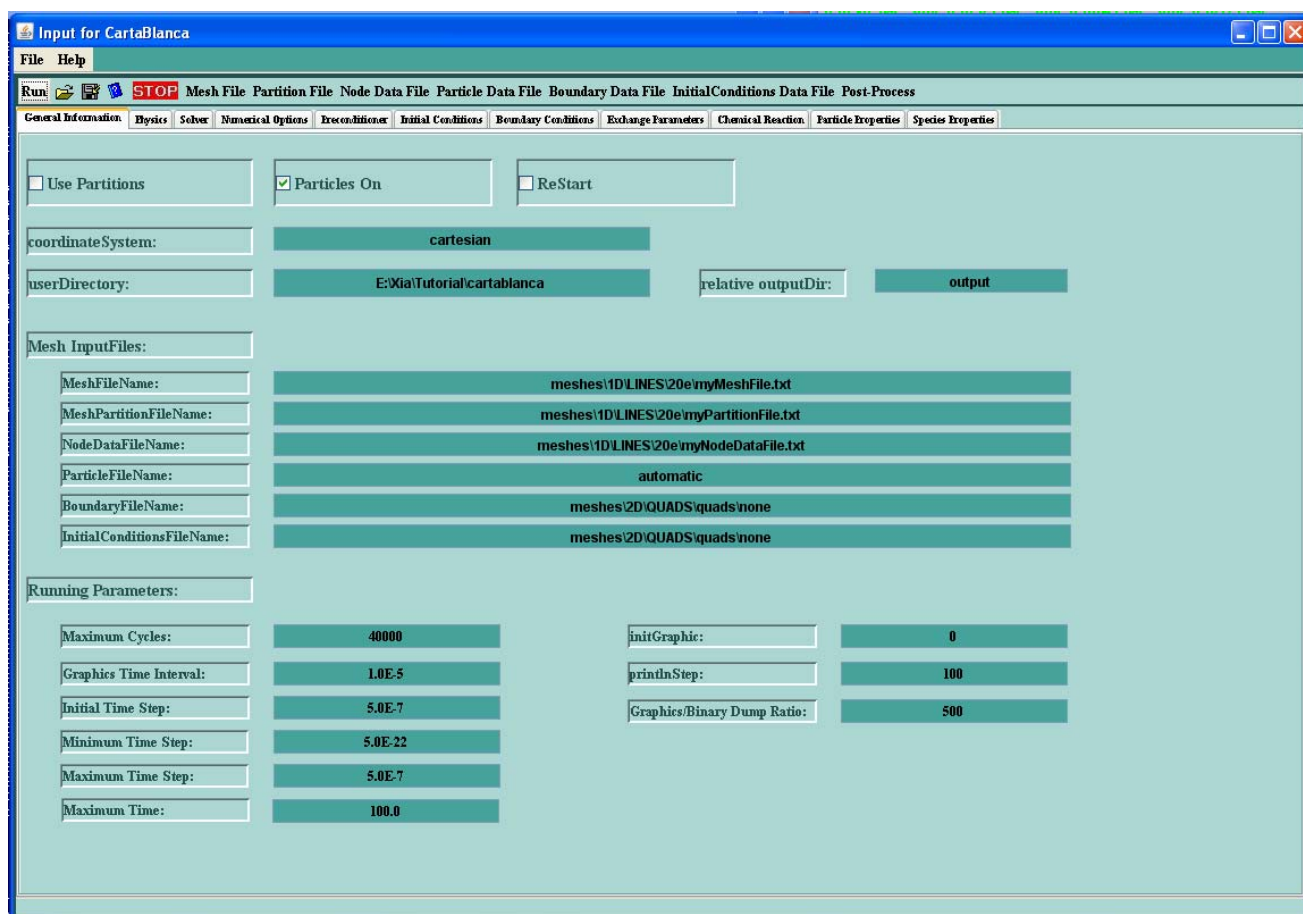 Input for CartaBlanca
File Help
Run STOP Mesh File Partition File Node Data File Particle Data File Boundary Data File InitialConditions Data File Post-Process
General Information Physics Solver Numerical Options Preconditioner Initial Conditions Boundary Conditions Exchange Parameters Chemical Reaction Particle Properties Species Properties
Use Partitions Particles On ReStart
coordinateSystem: cartesian
userDirectory: E:\Xia\Tutorial\cartablanca relative outputDir: output
Mesh InputFiles:
MeshFileName: meshes\1D\LINES\20e\myMeshFile.txt
MeshPartitionFileName: meshes\1D\LINES\20e\myPartitionFile.txt
NodeDataFileName: meshes\1D\LINES\20e\myNodeDataFile.txt
ParticleFileName: automatic
BoundaryFileName: meshes\2D\QUADS\quads\none
InitialConditionsFileName: meshes\2D\QUADS\quads\none
Running Parameters:
Maximum Cycles: 40000 initGraphic: 0
Graphics Time Interval: 1.0E-5 printlnStep: 100
Initial Time Step: 5.0E-7 Graphics/Binary Dump Ratio: 500
Minimum Time Step: 5.0E-22
Maximum Time Step: 5.0E-7
Maximum Time: 100.0